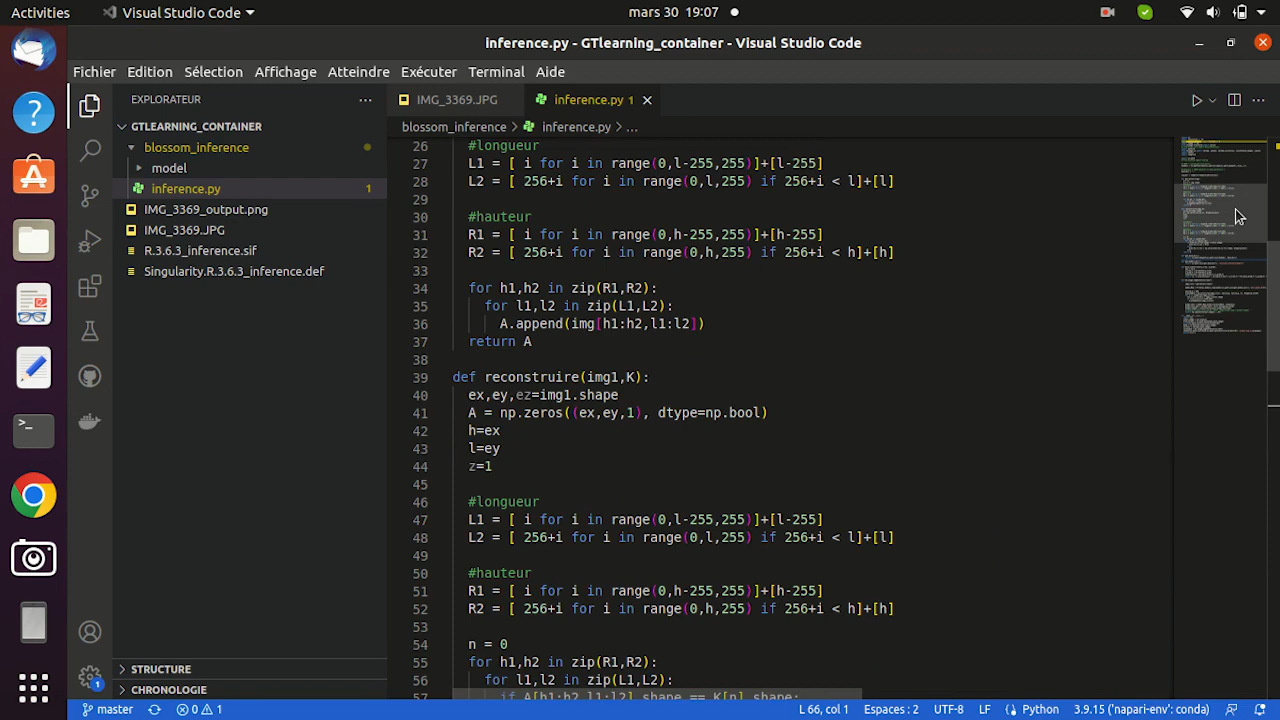 Activities
Visual Studio Code
mars 30 19:07
inference.py - GTlearning_container - Visual Studio Code
Fichier Edition Sélection Affichage Atteindre Exécuter Terminal Aide
EXPLORATEUR
GTLEARNING_CONTAINER
blossom_inference
model
inference.py 1
IMG_3369_output.png
IMG_3369.JPG
R.3.6.3_inference.sif
Singularity.R.3.6.3_inference.def
STRUCTURE
CHRONOLOGIE
IMG_3369.JPG inference.py 1
blossom_inference > inference.py > ...
26 #longueur
27 L1 = [ i for i in range(0,l-255,255)]+[l-255]
28 L2 = [ 256+i for i in range(0,l,255) if 256+i < l]+[l]
29
30 #hauteur
31 R1 = [ i for i in range(0,h-255,255)]+[h-255]
32 R2 = [ 256+i for i in range(0,h,255) if 256+i < h]+[h]
33
34 for h1,h2 in zip(R1,R2):
35 for l1,l2 in zip(L1,L2):
36 A.append(img[h1:h2,l1:l2])
37 return A
38
39 def reconstruire(img1,K):
40 ex,ey,ez=img1.shape
41 A = np.zeros((ex,ey,1), dtype=np.bool)
42 h=ex
43 l=ey
44 z=1
45
46 #longueur
47 L1 = [ i for i in range(0,l-255,255)]+[l-255]
48 L2 = [ 256+i for i in range(0,l,255) if 256+i < l]+[l]
49
50 #hauteur
51 R1 = [ i for i in range(0,h-255,255)]+[h-255]
52 R2 = [ 256+i for i in range(0,h,255) if 256+i < h]+[h]
53
54 n = 0
55 for h1,h2 in zip(R1,R2):
56 for l1,l2 in zip(L1,L2):
57 if A[h1:h2,l1:l2].shape == K[n].shape:
1
master 0 1 L 66, col 1 Espaces : 2 UTF-8 LF Python 3.9.15 ('napari-env': conda)